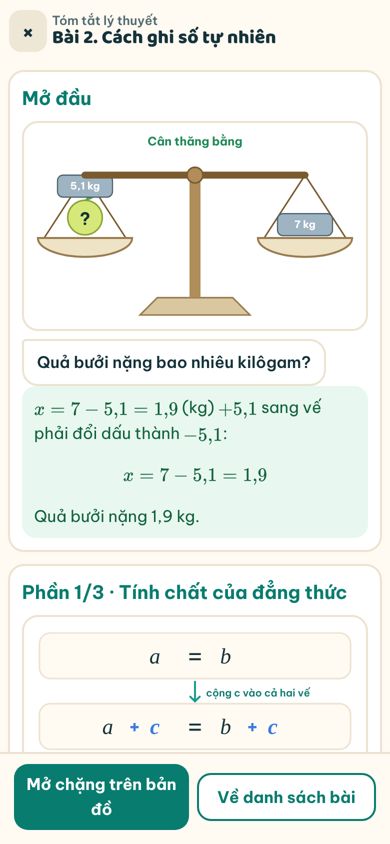 ×
Tóm tắt lý thuyết
Bài 2. Cách ghi số tự nhiên
Mở đầu
Cân thăng bằng
5,1 kg
?
7 kg
Quả bưởi nặng bao nhiêu kilôgam?
x = 7 − 5,1 = 1,9 (kg) +5,1 sang vế
phải đổi dấu thành −5,1:
x = 7 − 5,1 = 1,9
Quả bưởi nặng 1,9 kg.
Phần 1/3 · Tính chất của đẳng thức
a = b
↓ cộng c vào cả hai vế
a + c = b + c
Mở chặng trên bản
đồ
Về danh sách bài